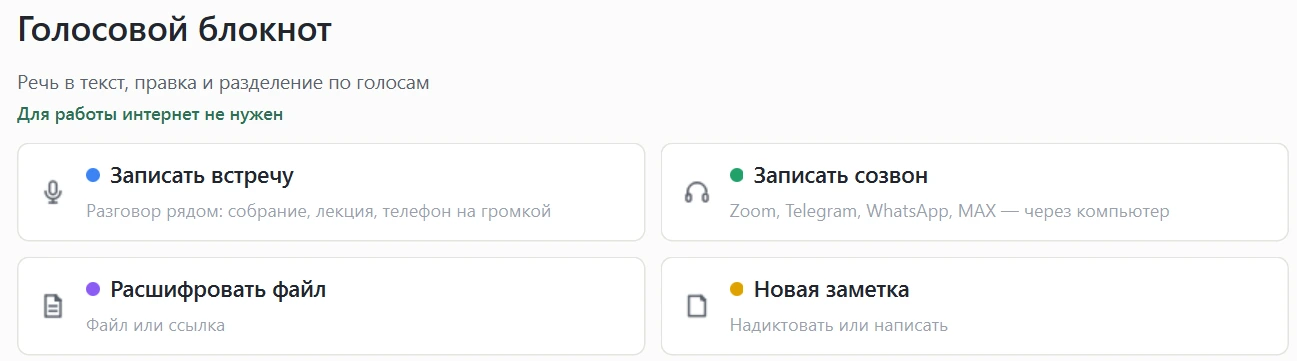 Голосовой блокнот
Речь в текст, правка и разделение по голосам
Для работы интернет не нужен
Записать встречу
Разговор рядом: собрание, лекция, телефон на громкой
Записать созвон
Zoom, Telegram, WhatsApp, MAX — через компьютер
Расшифровать файл
Файл или ссылка
Новая заметка
Надиктовать или написать